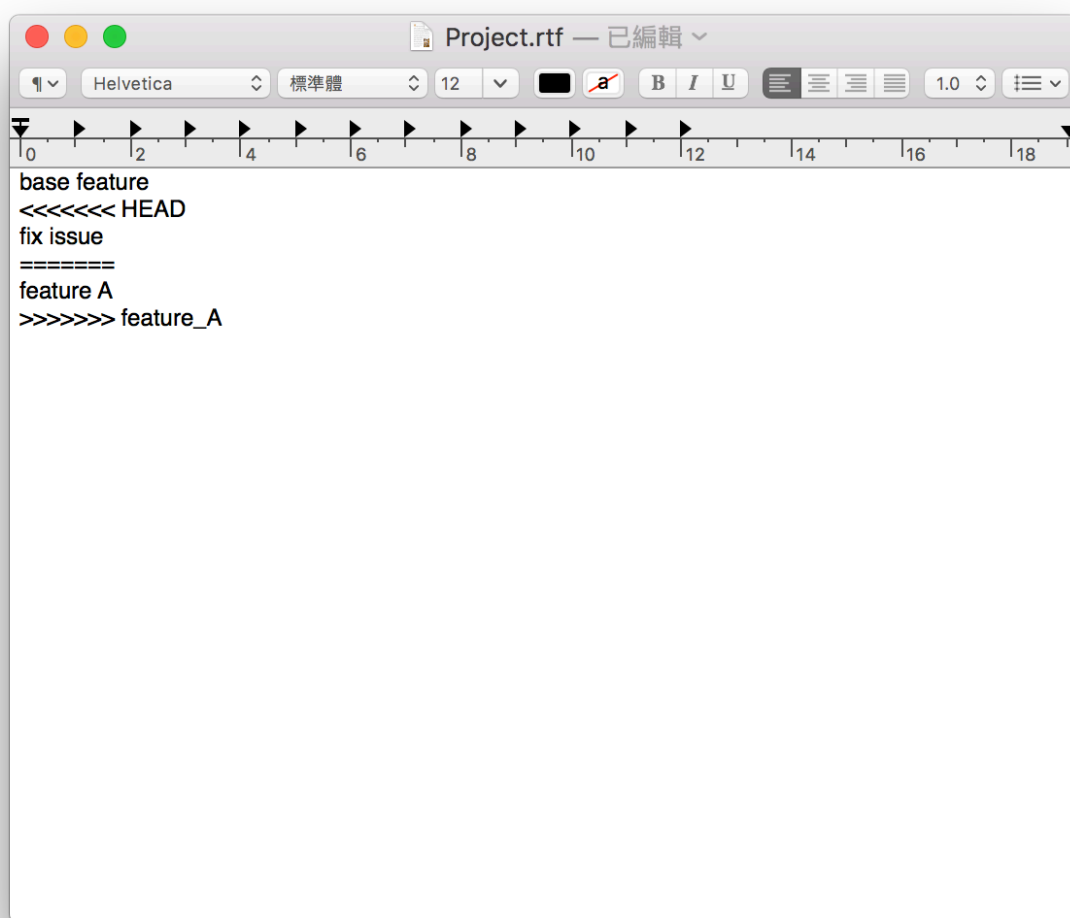 Project.rtf — 已編輯
¶ Helvetica 標準體 12 a B I U 1.0
0 2 4 6 8 10 12 14 16 18
base feature
<<<<<<< HEAD
fix issue
=======
feature A
>>>>>>> feature_A